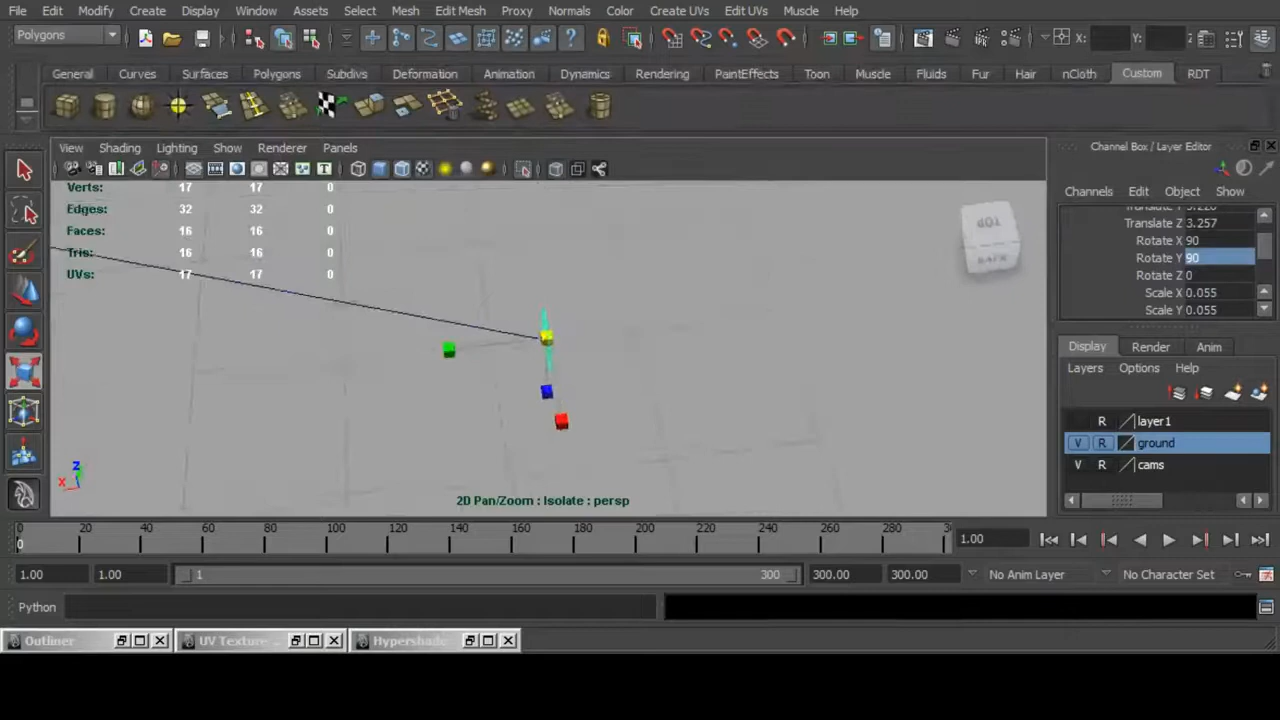 File Edit Modify Create Display Window Assets Select Mesh Edit Mesh Proxy Normals Color Create UVs Edit UVs Muscle Help
Polygons X: Y: Z
General Curves Surfaces Polygons Subdivs Deformation Animation Dynamics Rendering PaintEffects Toon Muscle Fluids Fur Hair nCloth Custom RDT
View Shading Lighting Show Renderer Panels
Channel Box / Layer Editor
Channels Edit Object Show
Verts: 17 17 0
Edges: 32 32 0
Faces: 16 16 0
Tris: 16 16 0
UVs: 17 17 0
TOP
BACK
Translate Y 3.220
Translate Z 3.257
Rotate X 90
Rotate Y 90
Rotate Z 0
Scale X 0.055
Scale Y 0.055
Display Render Anim
Layers Options Help
R layer1
V R ground
V R cams
z
x
2D Pan/Zoom : Isolate : persp
0 20 40 60 80 100 120 140 160 180 200 220 240 260 280 30
0
1.00
1.00 1.00 1 300 300.00 300.00 No Anim Layer No Character Set
Python
Outliner UV Texture ... Hypershade